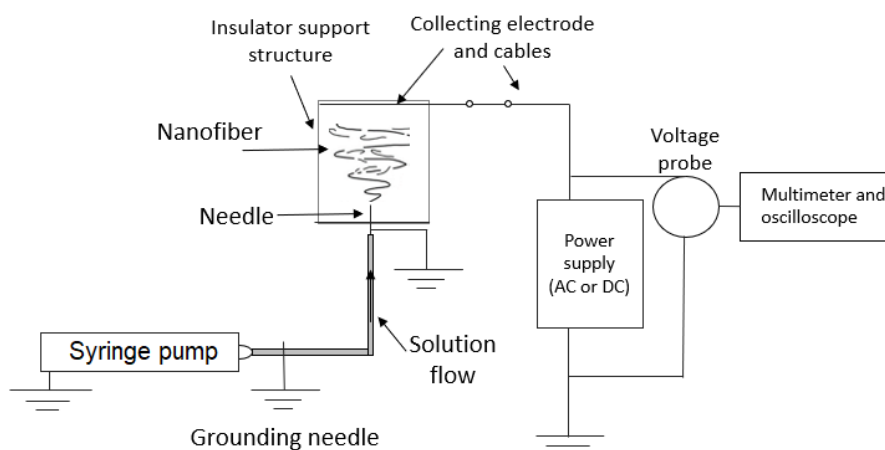 Insulator support
structure
Collecting electrode
and cables
Nanofiber
Voltage
probe
Needle
Multimeter and
oscilloscope
Power
supply
(AC or DC)
Syringe pump
Solution
flow
Grounding needle